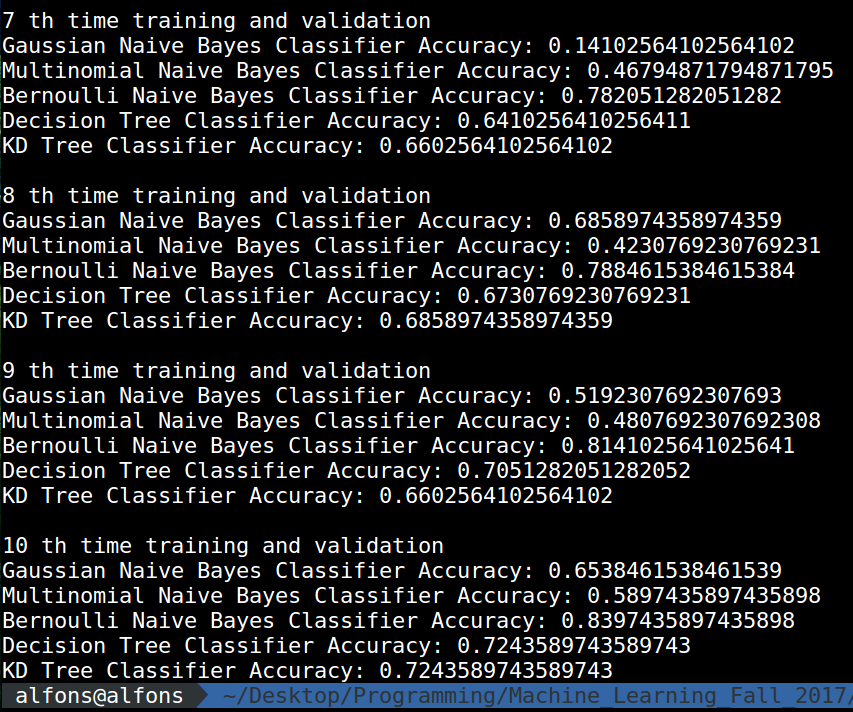 7 th time training and validation
Gaussian Naive Bayes Classifier Accuracy: 0.14102564102564102
Multinomial Naive Bayes Classifier Accuracy: 0.46794871794871795
Bernoulli Naive Bayes Classifier Accuracy: 0.782051282051282
Decision Tree Classifier Accuracy: 0.6410256410256411
KD Tree Classifier Accuracy: 0.6602564102564102
8 th time training and validation
Gaussian Naive Bayes Classifier Accuracy: 0.6858974358974359
Multinomial Naive Bayes Classifier Accuracy: 0.4230769230769231
Bernoulli Naive Bayes Classifier Accuracy: 0.7884615384615384
Decision Tree Classifier Accuracy: 0.6730769230769231
KD Tree Classifier Accuracy: 0.6858974358974359
9 th time training and validation
Gaussian Naive Bayes Classifier Accuracy: 0.5192307692307693
Multinomial Naive Bayes Classifier Accuracy: 0.4807692307692308
Bernoulli Naive Bayes Classifier Accuracy: 0.8141025641025641
Decision Tree Classifier Accuracy: 0.7051282051282052
KD Tree Classifier Accuracy: 0.6602564102564102
10 th time training and validation
Gaussian Naive Bayes Classifier Accuracy: 0.6538461538461539
Multinomial Naive Bayes Classifier Accuracy: 0.5897435897435898
Bernoulli Naive Bayes Classifier Accuracy: 0.8397435897435898
Decision Tree Classifier Accuracy: 0.7243589743589743
KD Tree Classifier Accuracy: 0.7243589743589743
alfons@alfons ~/Desktop/Programming/Machine_Learning_Fall_2017/